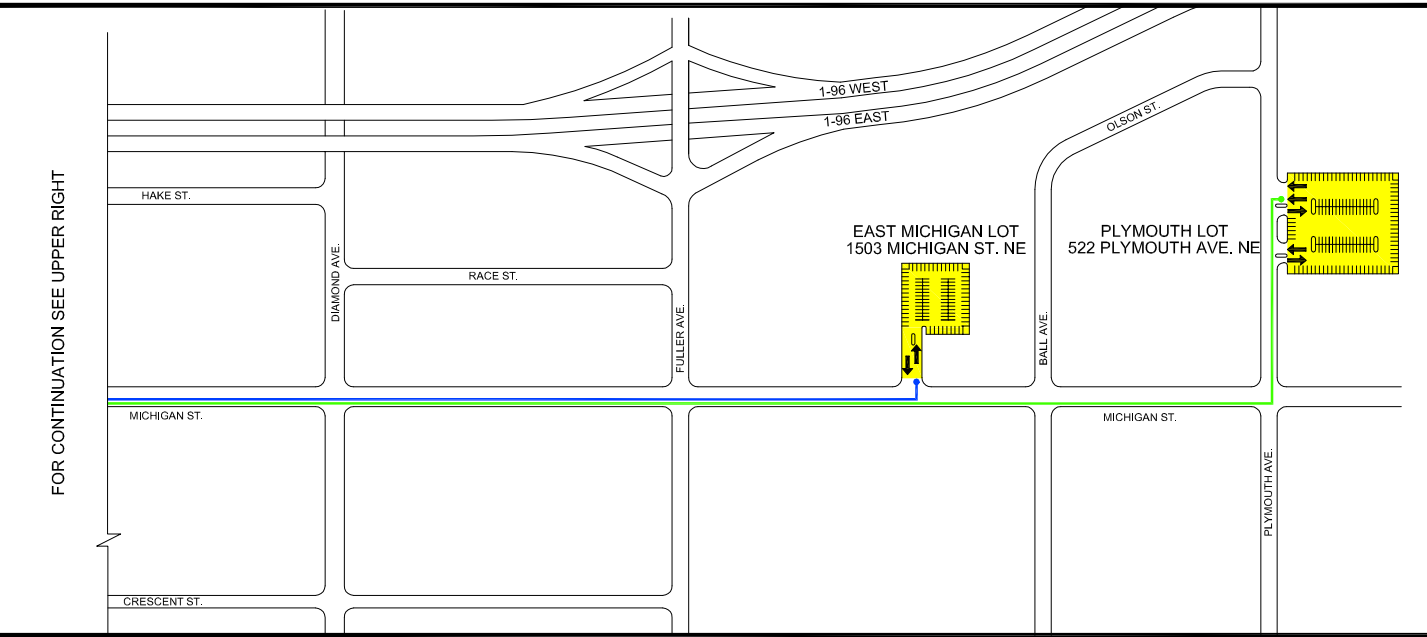 1-96 WEST
1-96 EAST
OLSON ST.
FOR CONTINUATION SEE UPPER RIGHT
HAKE ST.
DIAMOND AVE.
RACE ST.
FULLER AVE.
EAST MICHIGAN LOT
1503 MICHIGAN ST. NE
BALL AVE.
PLYMOUTH LOT
522 PLYMOUTH AVE. NE
MICHIGAN ST.
MICHIGAN ST.
PLYMOUTH AVE.
CRESCENT ST.